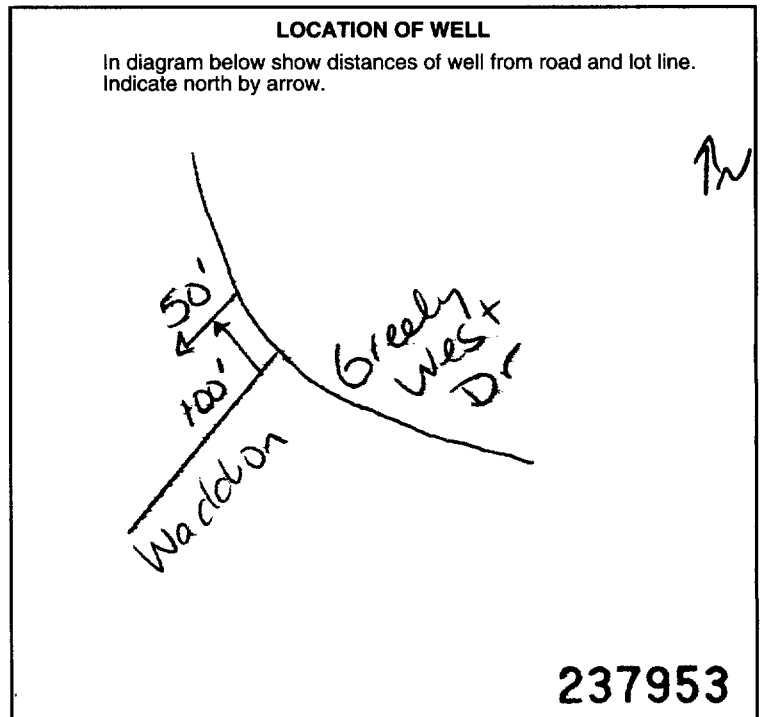 LOCATION OF WELL
In diagram below show distances of well from road and lot line.
Indicate north by arrow.
N
50'
100'
Greely
West
Dr
237953